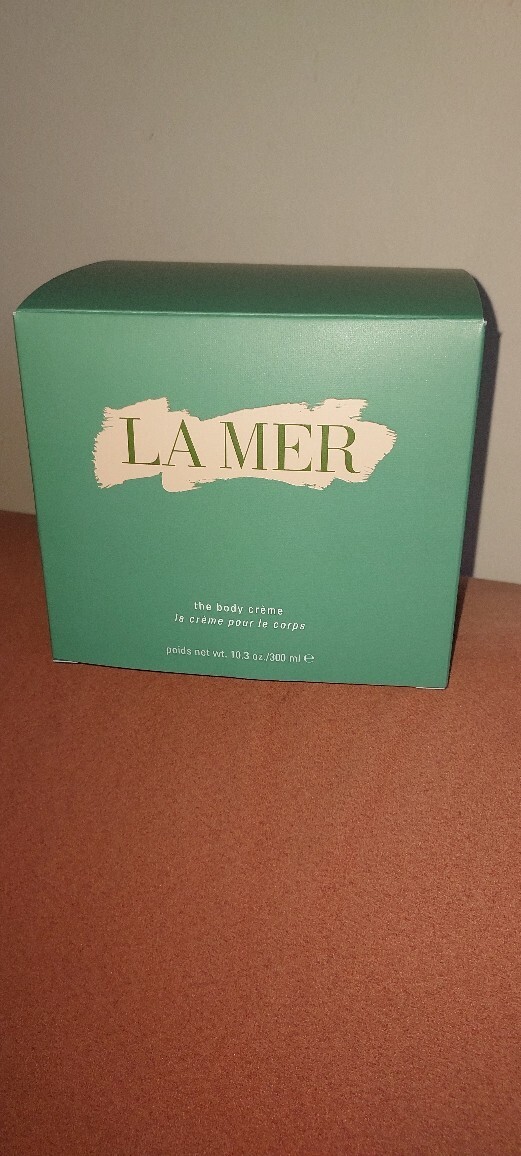 LA MER
the body crème
la crème pour le corps
poids net wt. 10.3 oz./300 ml ℮